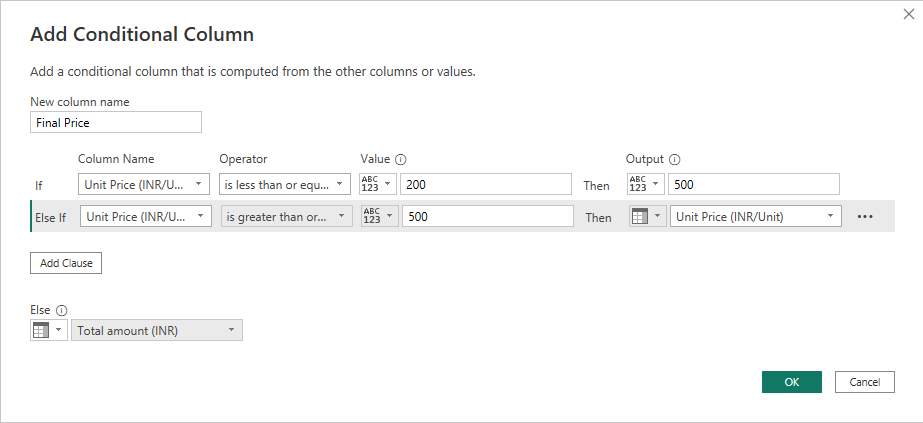 Add Conditional Column
Add a conditional column that is computed from the other columns or values.
New column name
Final Price
Column Name Operator Value Output
If Unit Price (INR/U... is less than or equ... ABC 123 200 Then ABC 123 500
Else If Unit Price (INR/U... is greater than or... ABC 123 500 Then Unit Price (INR/Unit) •••
Add Clause
Else
Total amount (INR)
OK Cancel